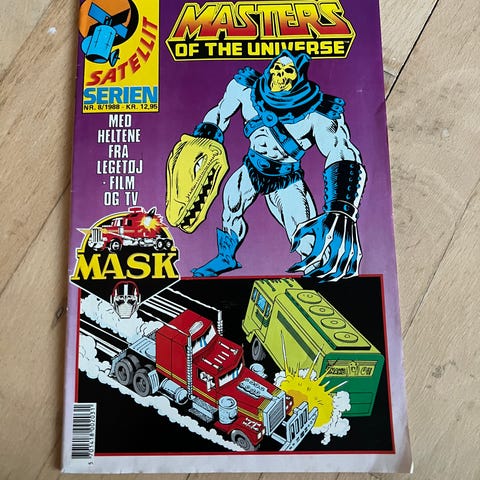 SATELLIT
SERIEN
NR. 8/1988 - KR. 12,95
MASTERS
OF THE UNIVERSE
MED
HELTENE
FRA
LEGETØJ
·FILM
OG TV
MASK